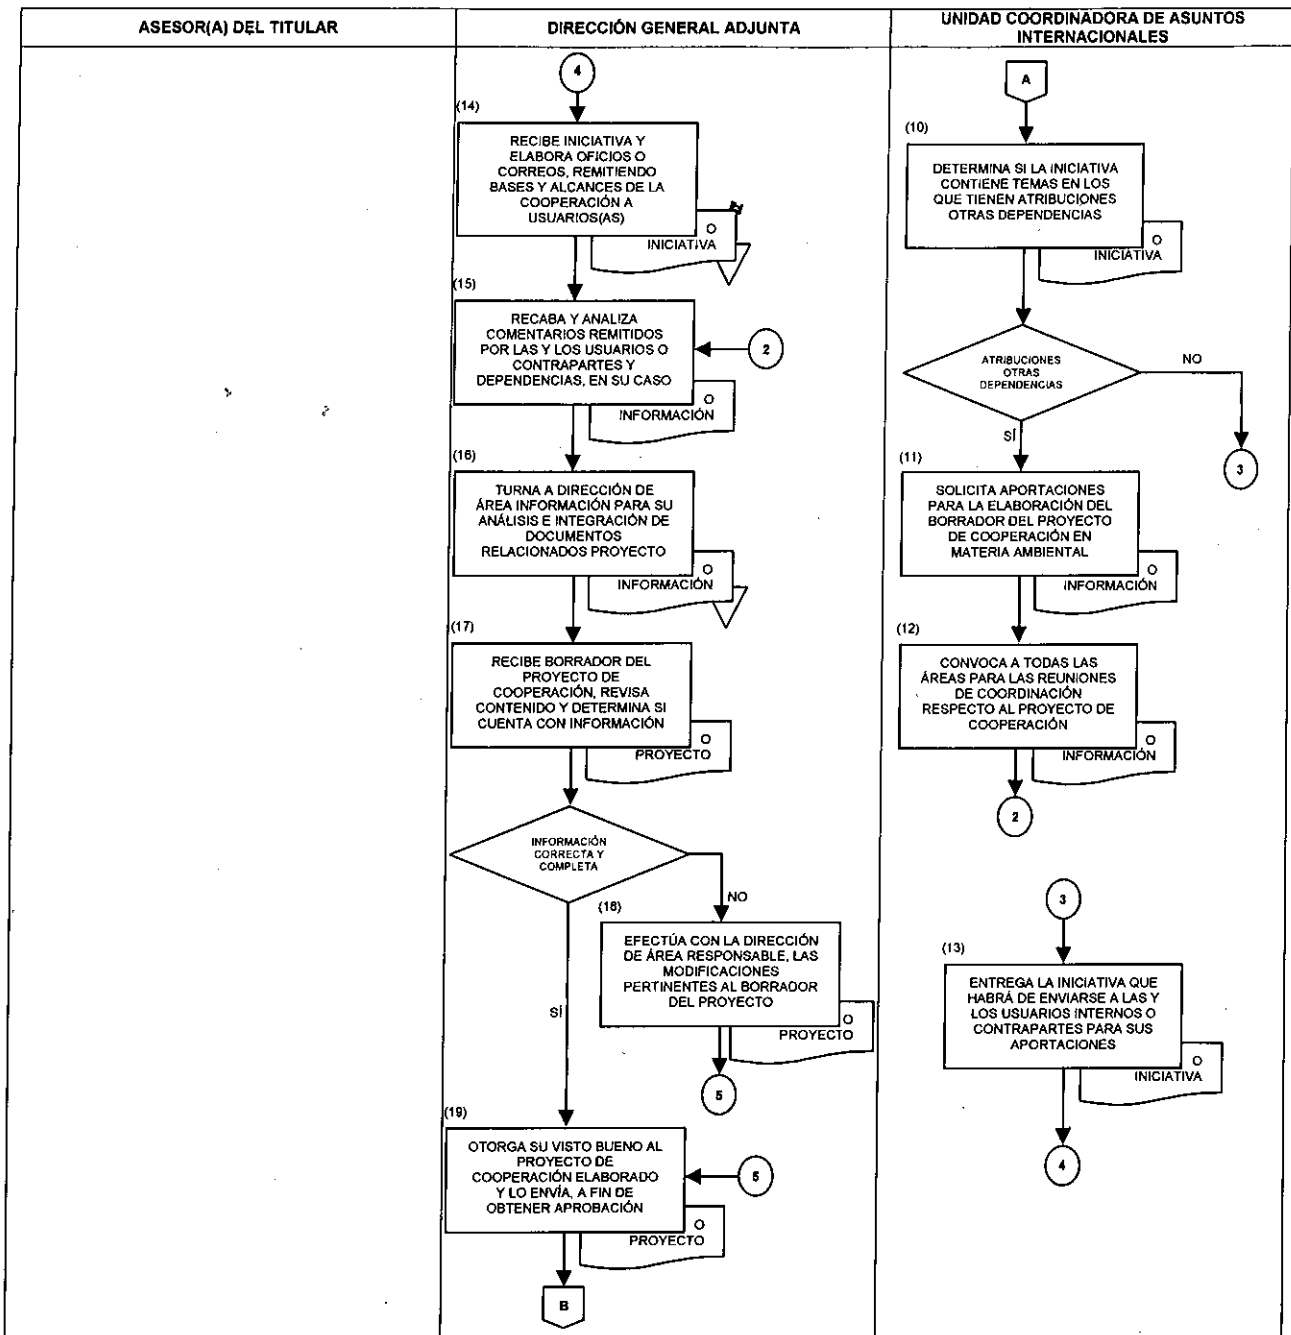 ASESOR(A) DEL TITULAR
DIRECCIÓN GENERAL ADJUNTA
UNIDAD COORDINADORA DE ASUNTOS
INTERNACIONALES
4
(14)
RECIBE INICIATIVA Y
ELABORA OFICIOS O
CORREOS, REMITIENDO
BASES Y ALCANCES DE LA
COOPERACIÓN A
USUARIOS(AS)
O
INICIATIVA
(15)
RECABA Y ANALIZA
COMENTARIOS REMITIDOS
POR LAS Y LOS USUARIOS O
CONTRAPARTES Y
DEPENDENCIAS, EN SU CASO
2
O
INFORMACIÓN
(16)
TURNA A DIRECCIÓN DE
ÁREA INFORMACIÓN PARA SU
ANÁLISIS E INTEGRACIÓN DE
DOCUMENTOS
RELACIONADOS PROYECTO
O
INFORMACIÓN
(17)
RECIBE BORRADOR DEL
PROYECTO DE
COOPERACIÓN, REVISA
CONTENIDO Y DETERMINA SI
CUENTA CON INFORMACIÓN
O
PROYECTO
INFORMACIÓN
CORRECTA Y
COMPLETA
NO
SÍ
(18)
EFECTÚA CON LA DIRECCIÓN
DE ÁREA RESPONSABLE, LAS
MODIFICACIONES
PERTINENTES AL BORRADOR
DEL PROYECTO
O
PROYECTO
5
(19)
OTORGA SU VISTO BUENO AL
PROYECTO DE
COOPERACIÓN ELABORADO
Y LO ENVÍA, A FIN DE
OBTENER APROBACIÓN
5
O
PROYECTO
B
A
(10)
DETERMINA SI LA INICIATIVA
CONTIENE TEMAS EN LOS
QUE TIENEN ATRIBUCIONES
OTRAS DEPENDENCIAS
O
INICIATIVA
ATRIBUCIONES
OTRAS
DEPENDENCIAS
NO
SÍ
3
(11)
SOLICITA APORTACIONES
PARA LA ELABORACIÓN DEL
BORRADOR DEL PROYECTO
DE COOPERACIÓN EN
MATERIA AMBIENTAL
O
INFORMACIÓN
(12)
CONVOCA A TODAS LAS
ÁREAS PARA LAS REUNIONES
DE COORDINACIÓN
RESPECTO AL PROYECTO DE
COOPERACIÓN
O
INFORMACIÓN
2
3
(13)
ENTREGA LA INICIATIVA QUE
HABRÁ DE ENVIARSE A LAS Y
LOS USUARIOS INTERNOS O
CONTRAPARTES PARA SUS
APORTACIONES
O
INICIATIVA
4